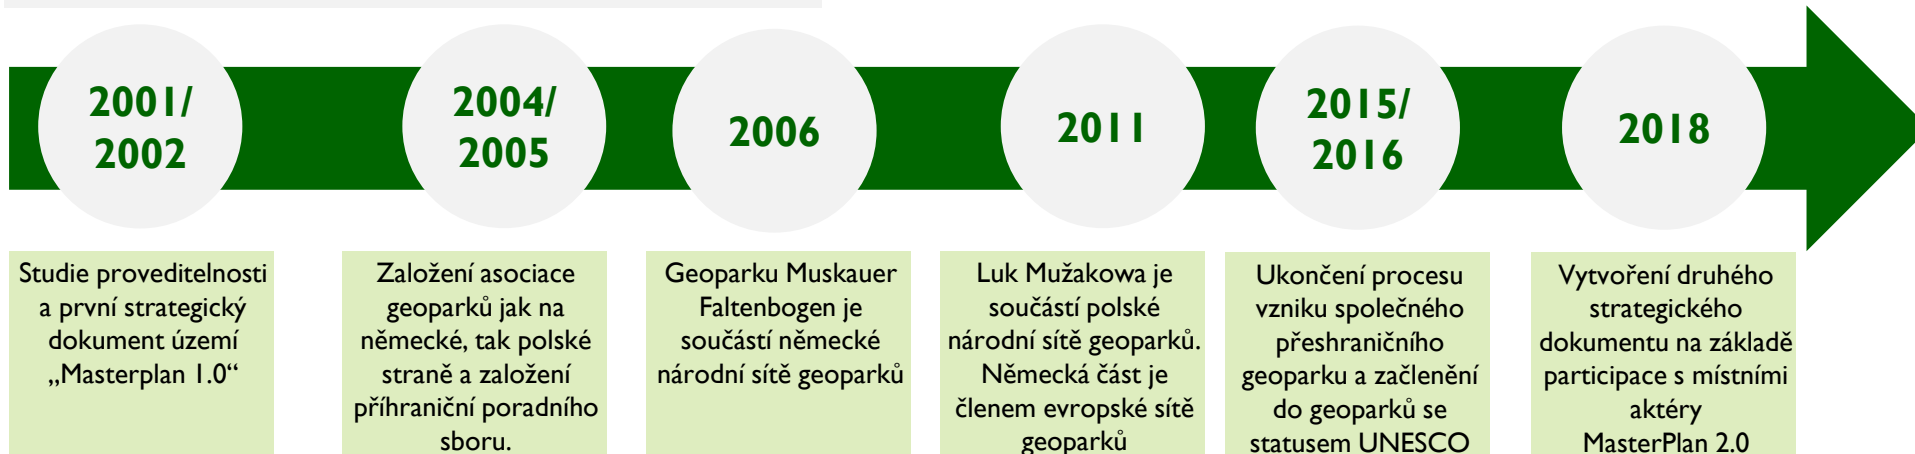 2001/
2002
2004/
2005
2006
2011
2015/
2016
2018
Studie proveditelnosti
a první strategický
dokument území
„Masterplan 1.0“
Založení asociace
geoparků jak na
německé, tak polské
straně a založení
příhraniční poradního
sboru.
Geoparku Muskauer
Faltenbogen je
součástí německé
národní sítě geoparků
Luk Mužakowa je
součástí polské
národní sítě geoparků.
Německá část je
členem evropské sítě
geoparků
Ukončení procesu
vzniku společného
přeshraničního
geoparku a začlenění
do geoparků se
statusem UNESCO
Vytvoření druhého
strategického
dokumentu na základě
participace s místními
aktéry
MasterPlan 2.0